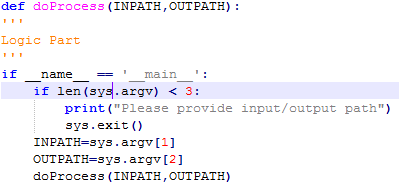 def doProcess(INPATH,OUTPATH):
'''
Logic Part
'''
if __name__ == '__main__':
    if len(sys.argv) < 3:
        print("Please provide input/output path")
        sys.exit()
    INPATH=sys.argv[1]
    OUTPATH=sys.argv[2]
    doProcess(INPATH,OUTPATH)